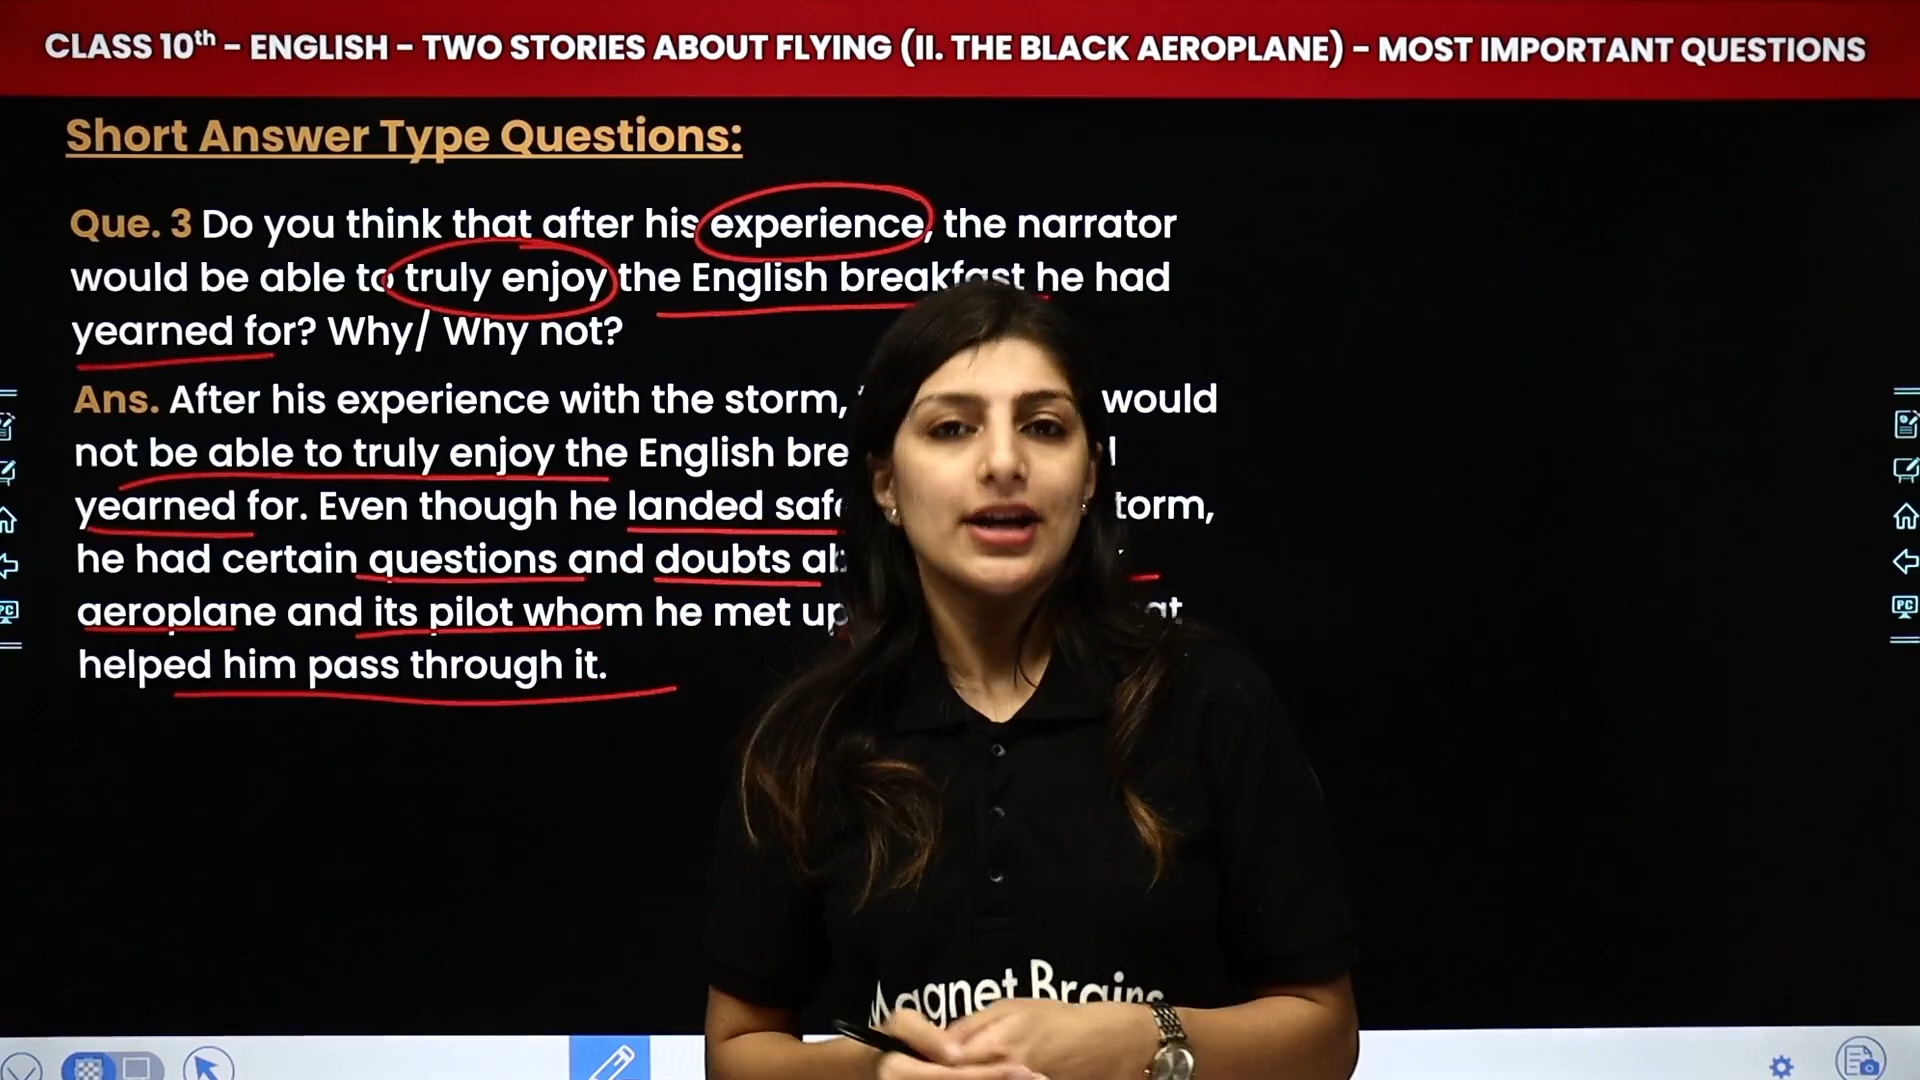 CLASS 10th - ENGLISH - TWO STORIES ABOUT FLYING (II. THE BLACK AEROPLANE) - MOST IMPORTANT QUESTIONS
Short Answer Type Questions:
Que. 3 Do you think that after his experience, the narrator
would be able to truly enjoy the English breakfast he had
yearned for? Why/ Why not?
Ans. After his experience with the storm, would
not be able to truly enjoy the English
yearned for. Even though he landed
he had certain questions and doubts
aeroplane and its pilot whom he met
helped him pass through it.
Magnet Brains
PC
PC